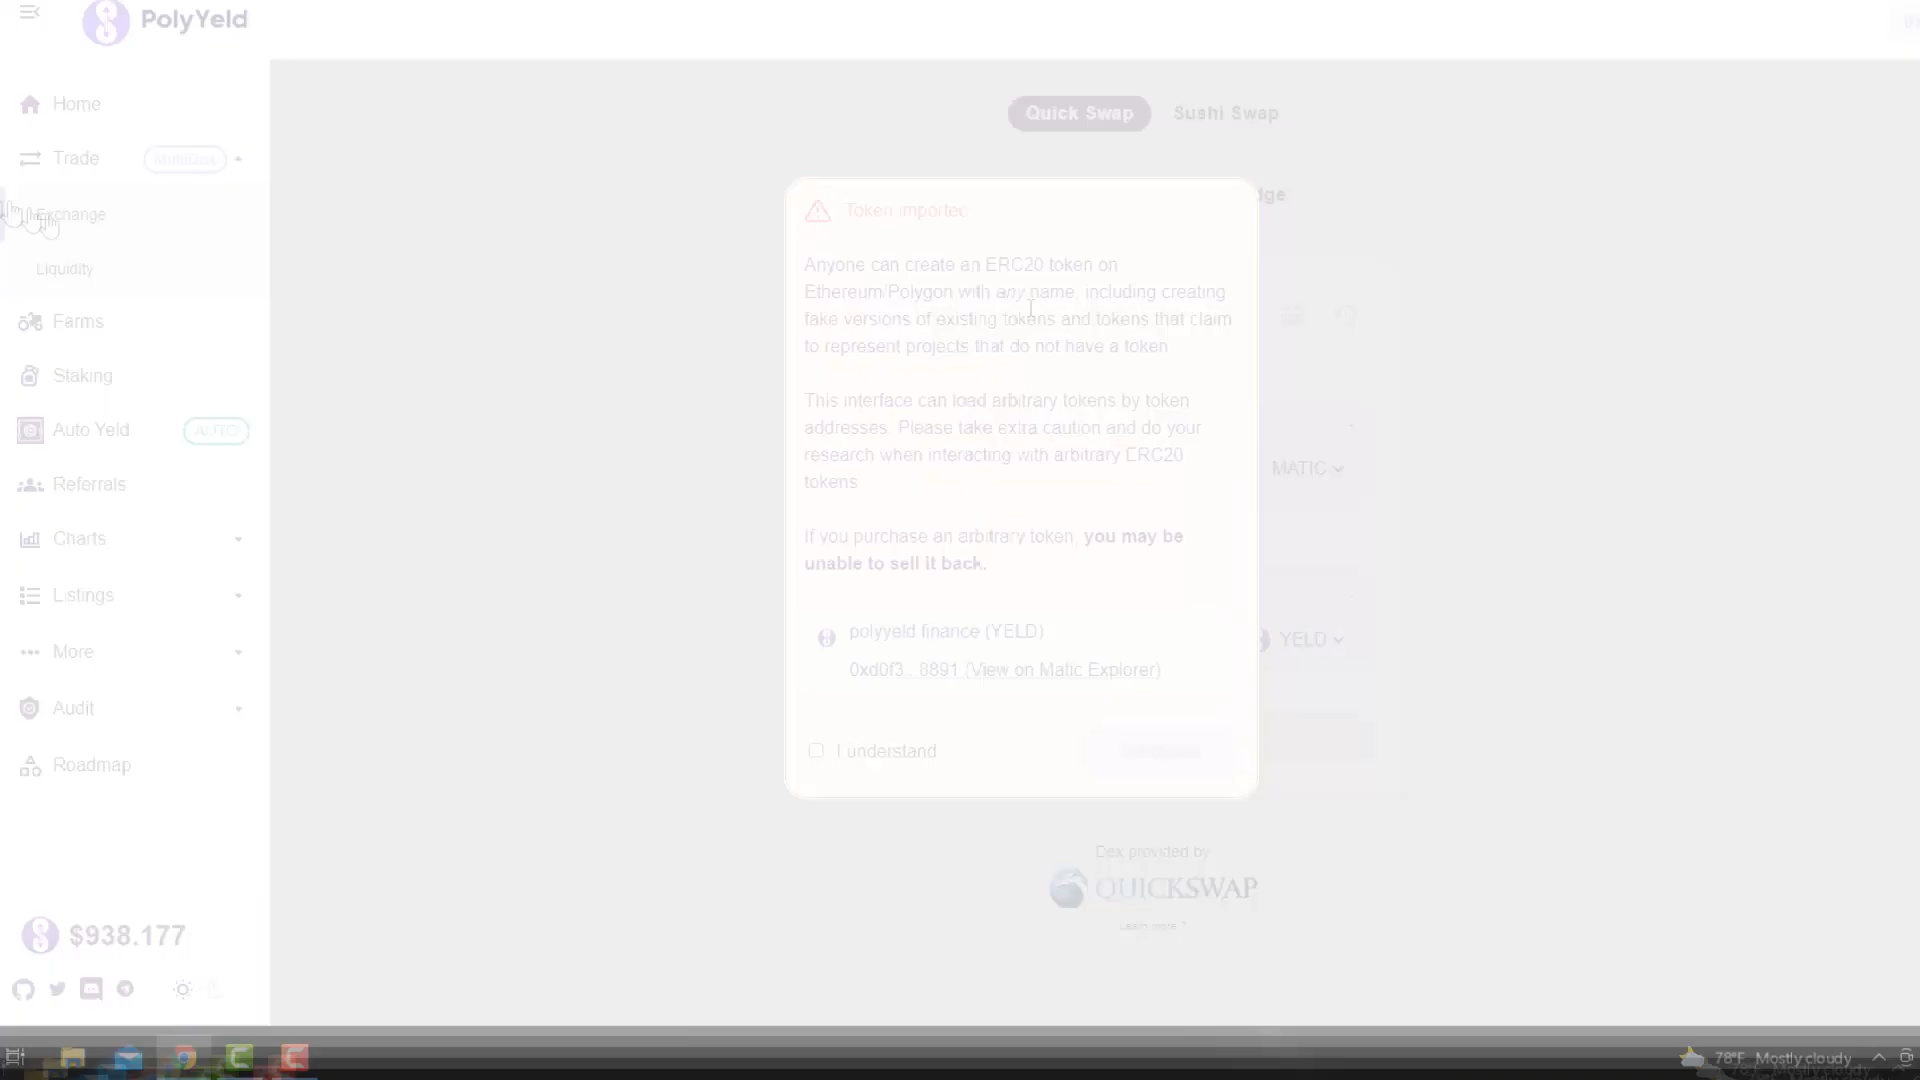 PolyYeld
Home
Trade
Exchange
Liquidity
Farms
Staking
Auto Yeld
AUTO
Referrals
Charts
Listings
More
Audit
Roadmap
$938.177
Quick Swap
Sushi Swap
dge
Token imported
Anyone can create an ERC20 token on
Ethereum/Polygon with any name, including creating
fake versions of existing tokens and tokens that claim
to represent projects that do not have a token
This interface can load arbitrary tokens by token
addresses. Please take extra caution and do your
research when interacting with arbitrary ERC20
tokens
If you purchase an arbitrary token, you may be
unable to sell it back.
polyyeld finance (YELD)
0xd0f3...8891 (View on Matic Explorer)
I understand
MATIC
YELD
Dex provided by
QUICKSWAP
Learn more ?
78°F Mostly cloudy